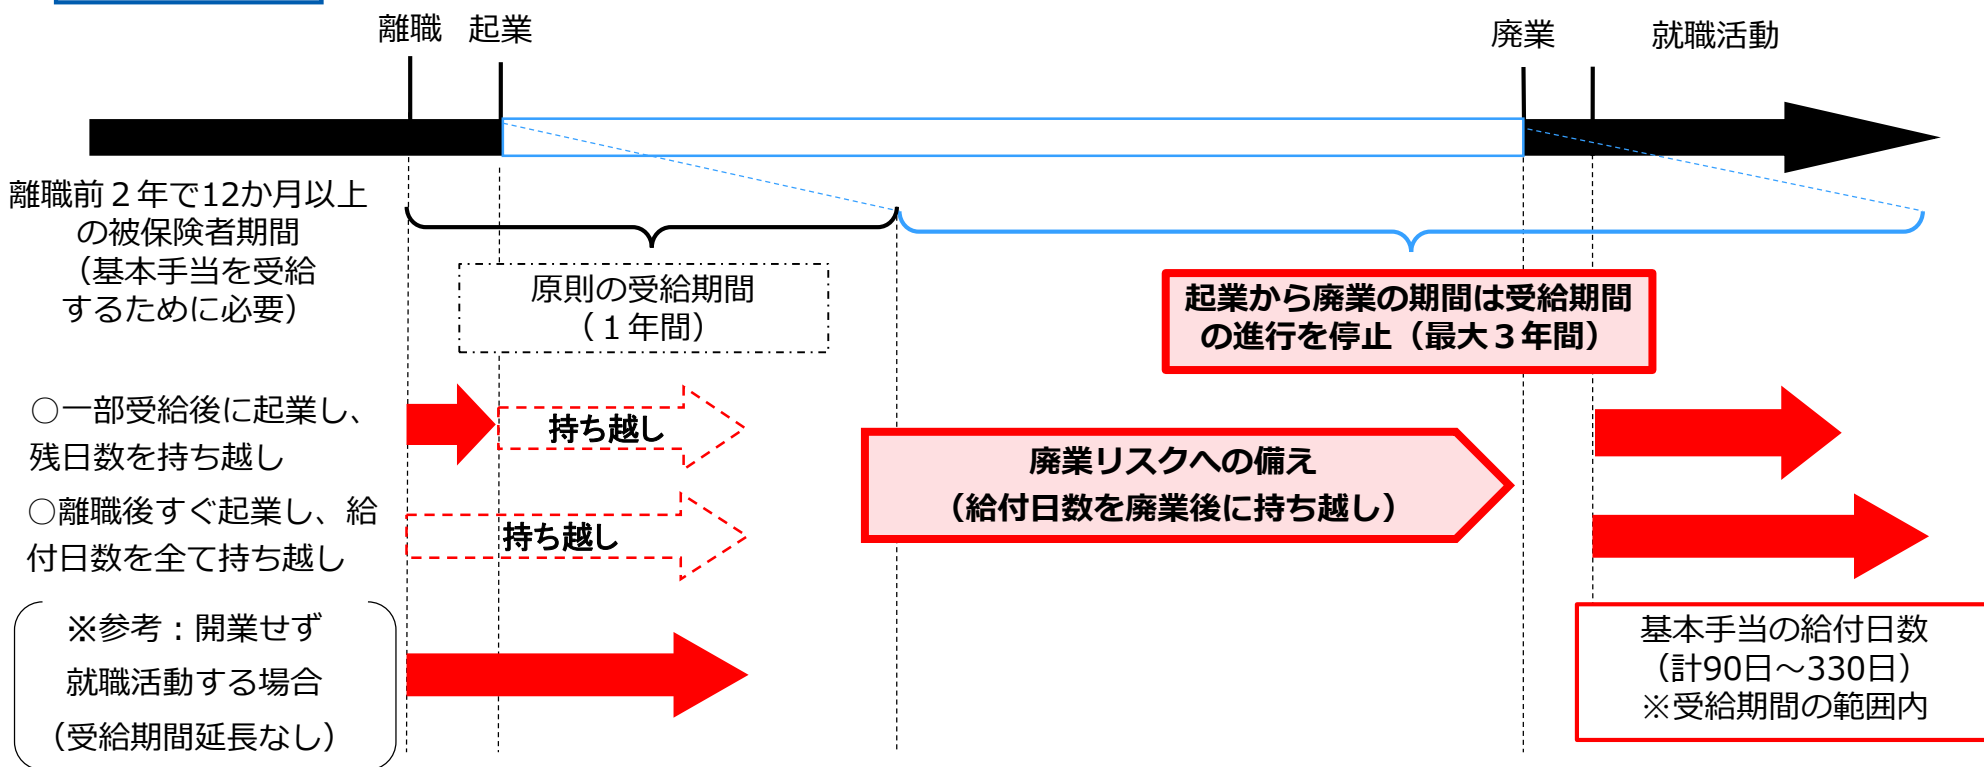 離職
起業
廃業
就職活動
離職前２年で12か月以上
の被保険者期間
（基本手当を受給
するために必要）
原則の受給期間
（１年間）
起業から廃業の期間は受給期間
の進行を停止（最大３年間）
○一部受給後に起業し、
残日数を持ち越し
持ち越し
○離職後すぐ起業し、給
付日数を全て持ち越し
持ち越し
廃業リスクへの備え
（給付日数を廃業後に持ち越し）
※参考：開業せず
就職活動する場合
（受給期間延長なし）
基本手当の給付日数
（計90日～330日）
※受給期間の範囲内